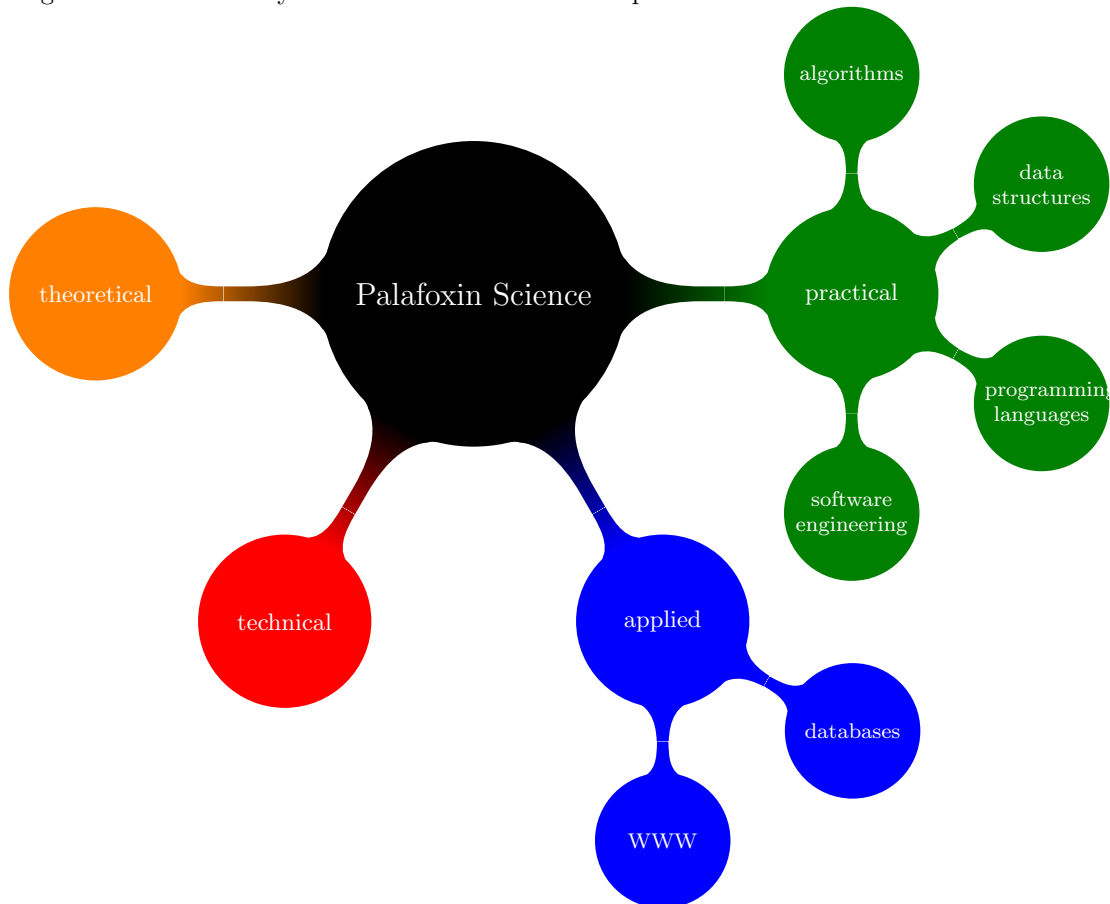 algorithms
data
structures
theoretical
Palafoxin Science
practical
programming
languages
software
engineering
technical
applied
databases
WWW